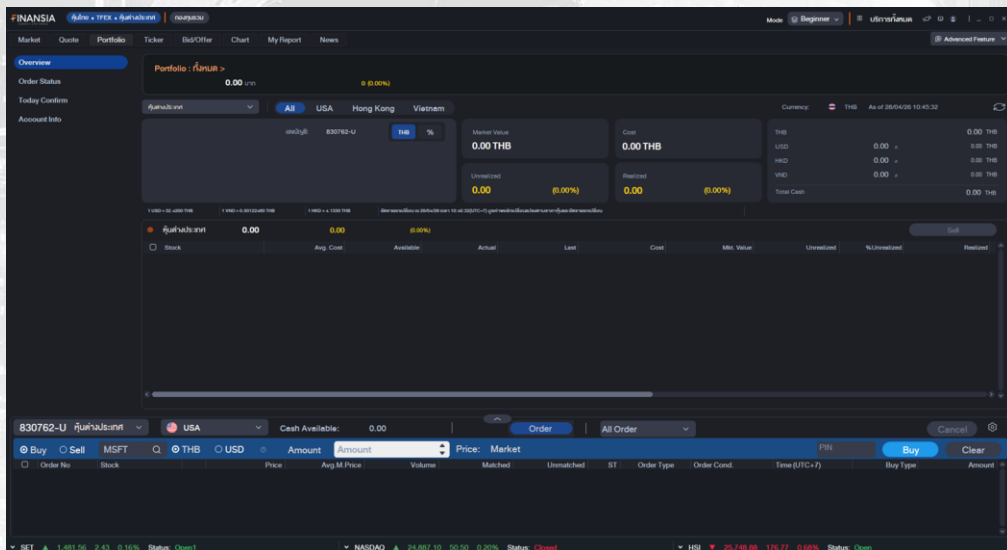 FINANSIA หุ้นไทย • TFEX • หุ้นต่างประเทศ กองทุนรวม Mode Beginner บริการทั้งหมด
Market Quote Portfolio Ticker Bid/Offer Chart My Report News Advanced Feature
Overview
Order Status
Today Confirm
Account Info
Portfolio : ทั้งหมด >
0.00 บาท 0 (0.00%)
หุ้นต่างประเทศ All USA Hong Kong Vietnam Currency: THB As of 28/04/26 10:45:32
เลขบัญชี: 830762-U THB %
Market Value
0.00 THB
Cost
0.00 THB
Unrealized
0.00 (0.00%)
Realized
0.00 (0.00%)
THB 0.00 THB
USD 0.00 0.00 THB
HKD 0.00 0.00 THB
VND 0.00 0.00 THB
Total Cash 0.00 THB
หุ้นต่างประเทศ 0.00 0.00 (0.00%) Sell
Stock Avg. Cost Available Actual Last Cost Mkt. Value Unrealized %Unrealized Realized
830762-U หุ้นต่างประเทศ USA Cash Available: 0.00 Order All Order Cancel
Buy Sell MSFT THB USD Amount Amount Price: Market PIN Buy Clear
Order No Stock Price Avg.M.Price Volume Matched Unmatched ST Order Type Order Cond. Time (UTC+7) Buy Type Amount
SET ▲ 1,481.56 2.43 0.16% Status: Open1 NASDAQ ▲ 24,887.10 50.50 0.20% Status: Closed HSI ▼ 25,748.88 176.77 0.68% Status: Open